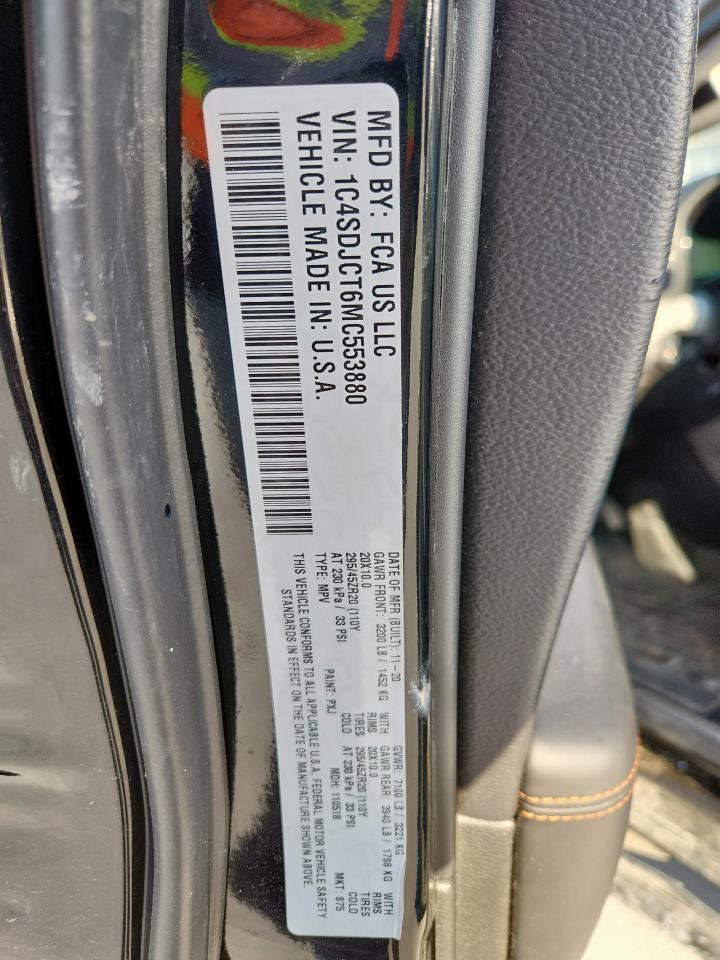 MFD BY: FCA US LLC
VIN: 1C4SDJCT6MC553880
VEHICLE MADE IN: U.S.A.
DATE OF MFR (BUILT): 11-20 GVWR: 7100 LB / 3221 KG
GAWR FRONT: 3200 LB / 1452 KG WITH GAWR REAR: 3940 LB / 1788 KG WITH
20X10.0 RIMS 20X10.0 RIMS
295/45ZR20 (110Y TIRES 295/45ZR20 (110Y TIRES
AT 230 kPa / 33 PSI COLD AT 230 kPa / 33 PSI COLD
TYPE: MPV PAINT: PXJ MDH: 110518 MKT: 875
THIS VEHICLE CONFORMS TO ALL APPLICABLE U.S.A. FEDERAL MOTOR VEHICLE SAFETY
STANDARDS IN EFFECT ON THE DATE OF MANUFACTURE SHOWN ABOVE.